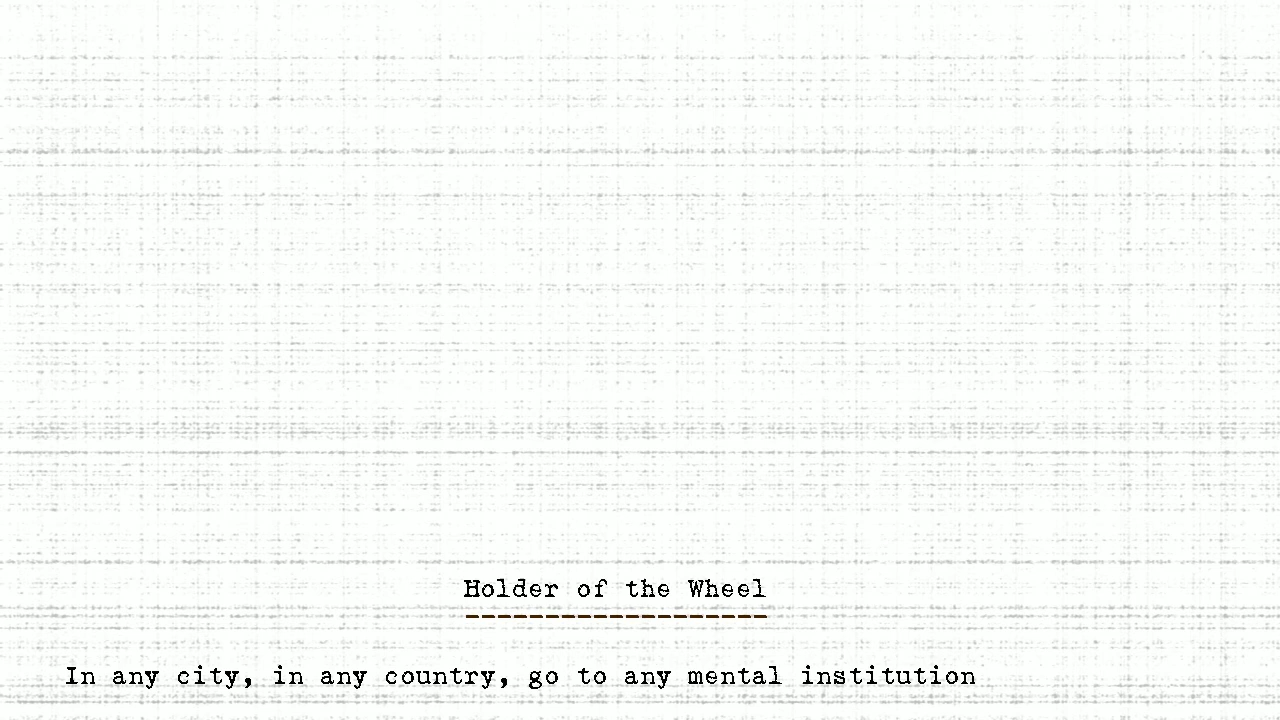 Holder of the Wheel
In any city, in any country, go to any mental institution